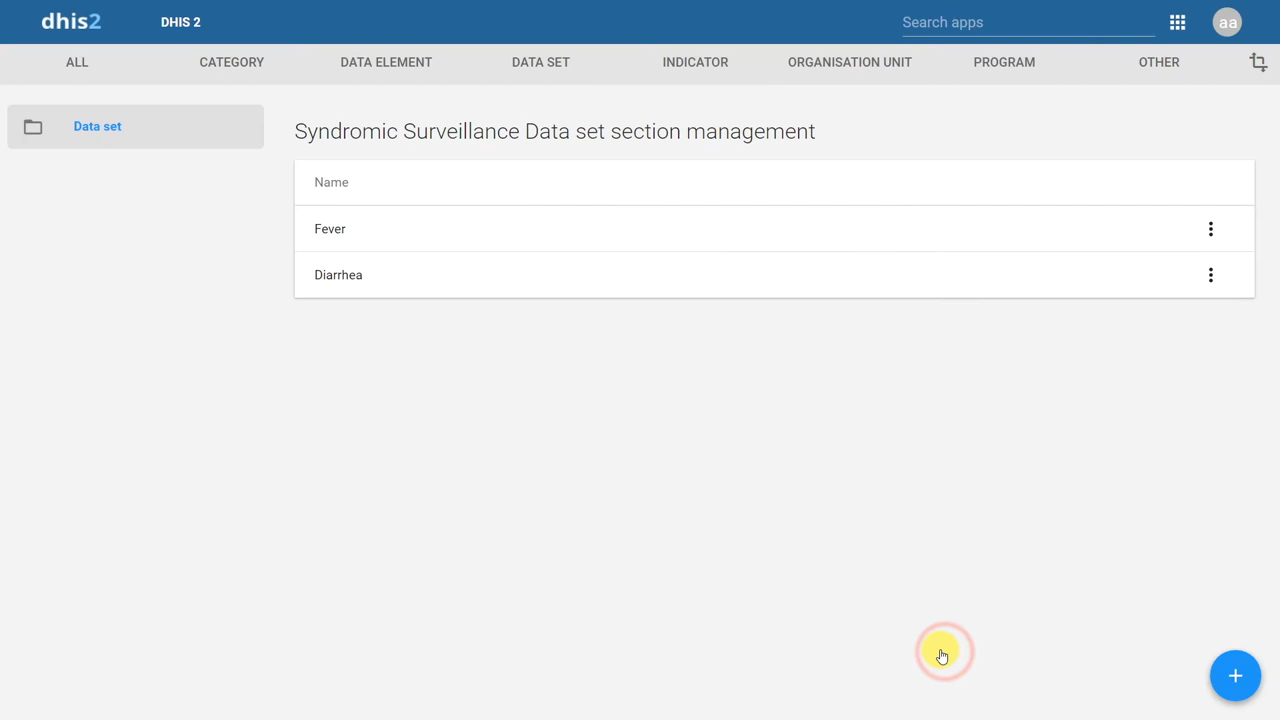 dhis2
DHIS 2
Search apps
aa
ALL
CATEGORY
DATA ELEMENT
DATA SET
INDICATOR
ORGANISATION UNIT
PROGRAM
OTHER
Data set
Syndromic Surveillance Data set section management
Name
Fever
Diarrhea